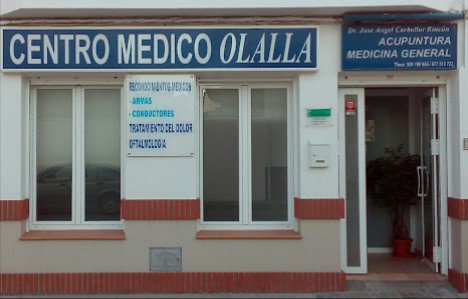 CENTRO MEDICO OLALLA
Dr. Jose Angel Carballar Rincón
ACUPUNTURA
MEDICINA GENERAL
RECONOCIMIENTOS MEDICOS
- ARMAS
- CONDUCTORES
TRATAMIENTO DEL DOLOR
OFTALMOLOGIA